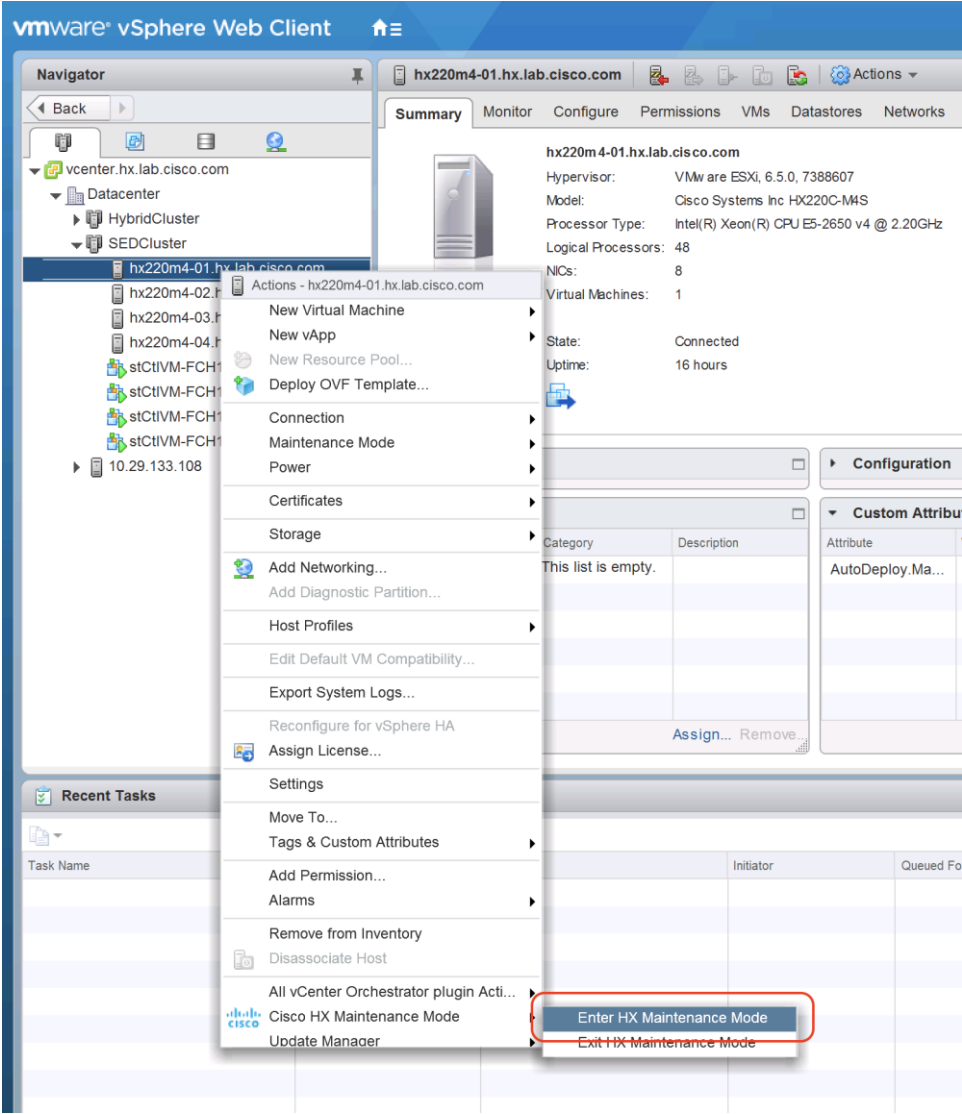 vmware® vSphere Web Client
Navigator
Back
vcenter.hx.lab.cisco.com
Datacenter
HybridCluster
SEDCluster
hx220m4-01.hx.lab.cisco.com
hx220m4-02.h
hx220m4-03.h
hx220m4-04.h
stCtlVM-FCH1
stCtlVM-FCH1
stCtlVM-FCH1
stCtlVM-FCH1
10.29.133.108
hx220m4-01.hx.lab.cisco.com
Actions
Summary Monitor Configure Permissions VMs Datastores Networks
hx220m4-01.hx.lab.cisco.com
Hypervisor: VMware ESXi, 6.5.0, 7388607
Model: Cisco Systems Inc HX220C-M4S
Processor Type: Intel(R) Xeon(R) CPU E5-2650 v4 @ 2.20GHz
Logical Processors: 48
NICs: 8
Virtual Machines: 1
State: Connected
Uptime: 16 hours
Actions - hx220m4-01.hx.lab.cisco.com
New Virtual Machine
New vApp
New Resource Pool...
Deploy OVF Template...
Connection
Maintenance Mode
Power
Certificates
Storage
Add Networking...
Add Diagnostic Partition...
Host Profiles
Edit Default VM Compatibility...
Export System Logs...
Reconfigure for vSphere HA
Assign License...
Settings
Move To...
Tags & Custom Attributes
Add Permission...
Alarms
Remove from Inventory
Disassociate Host
All vCenter Orchestrator plugin Acti...
CISCO Cisco HX Maintenance Mode
Update Manager
Enter HX Maintenance Mode
Exit HX Maintenance Mode
Configuration
Custom Attribu
Category Description
This list is empty.
Assign... Remove...
Attribute
AutoDeploy.Ma...
Recent Tasks
Task Name Initiator Queued Fo